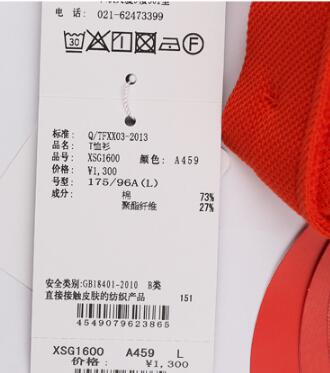 电 话: 021-62473399
30 P F
标准: Q/TFXX03-2013
品名: T恤衫
品号: XSG1600 颜色: A459
价格: ¥1,300
号型: 175/96A(L)
成分: 棉 73%
聚酯纤维 27%
安全类别:GB18401-2010 B类
直接接触皮肤的纺织产品 151
4549079623865
XSG1600 A459 L
价格: ¥1,300